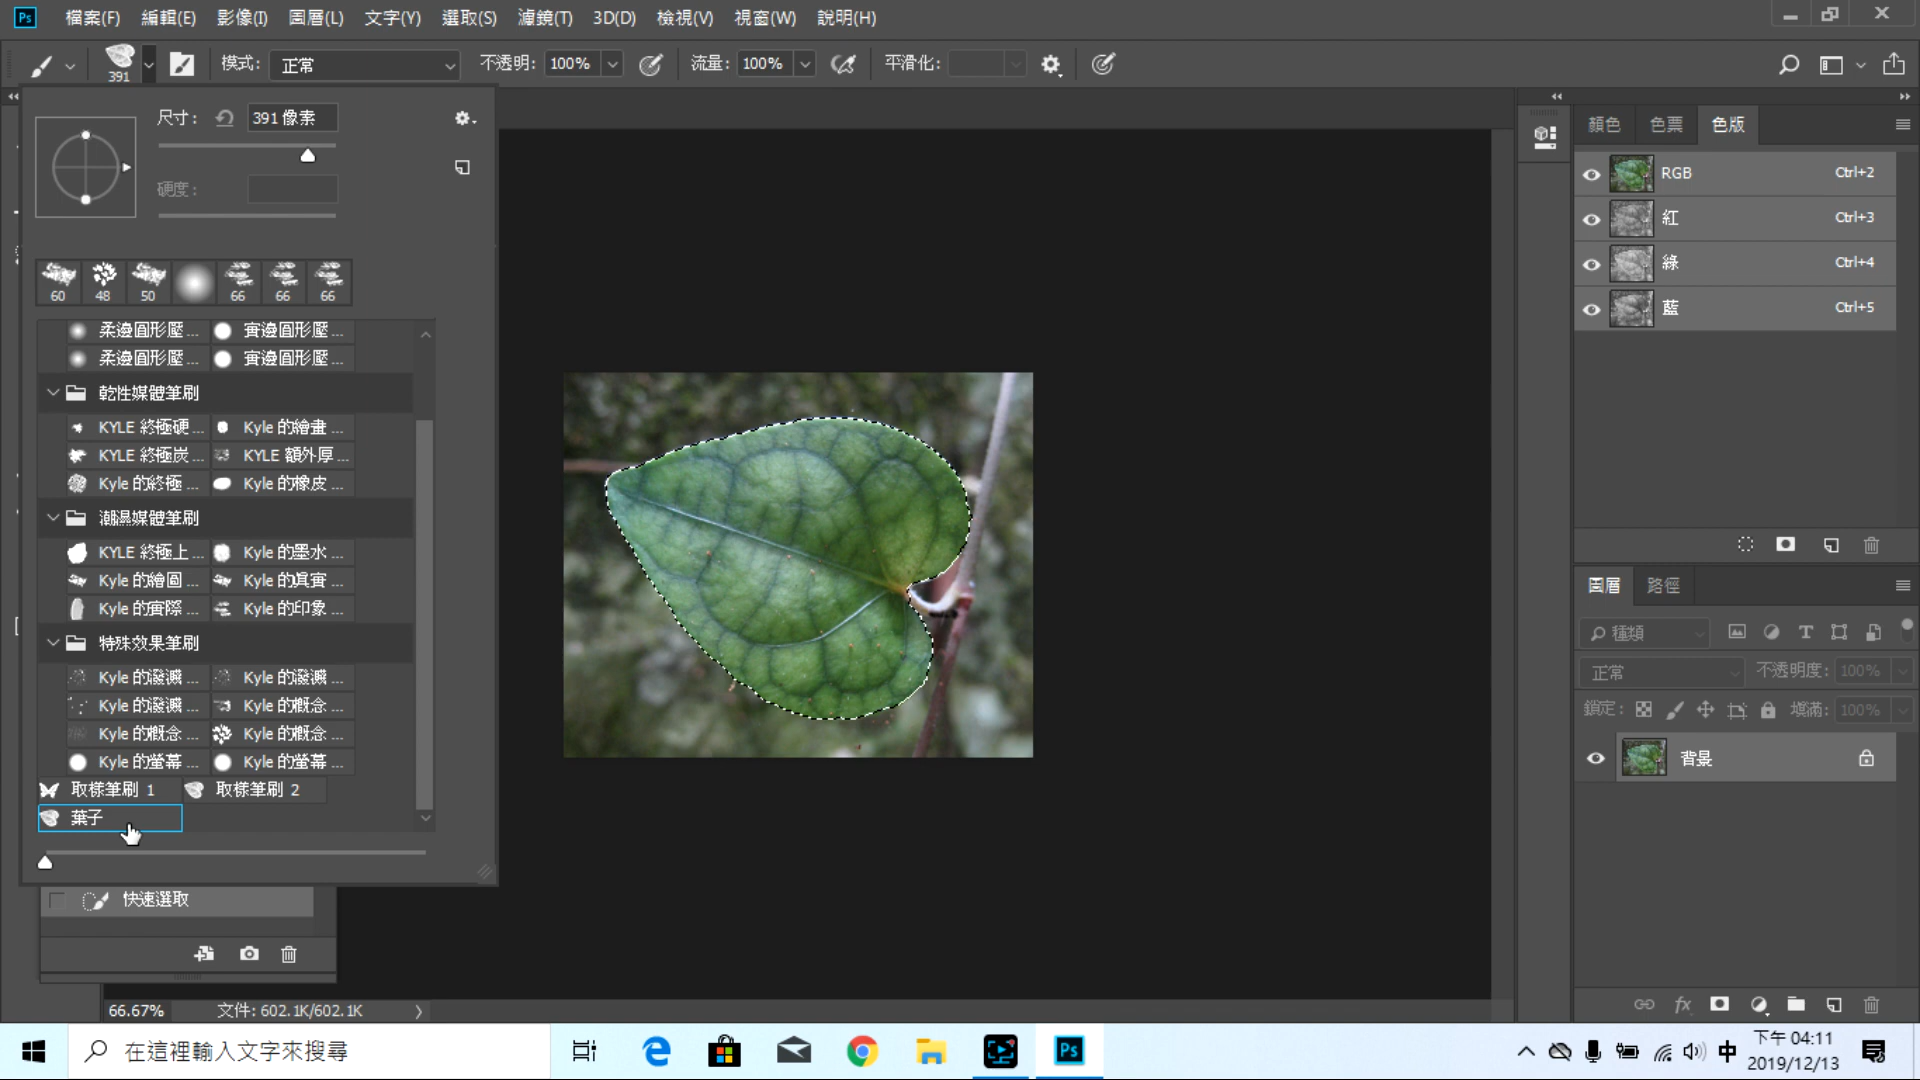 Ps 檔案(F) 編輯(E) 影像(I) 圖層(L) 文字(Y) 選取(S) 濾鏡(T) 3D(D) 檢視(V) 視窗(W) 說明(H)
391 模式: 正常 不透明: 100% 流量: 100% 平滑化:
尺寸: 391 像素
硬度:
60 48 50 66 66 66
柔邊圓形壓... 實邊圓形壓...
柔邊圓形壓... 實邊圓形壓...
乾性媒體筆刷
KYLE 終極硬... Kyle 的繪畫...
KYLE 終極炭... KYLE 額外厚...
Kyle 的終極... Kyle 的橡皮...
潮濕媒體筆刷
KYLE 終極上... Kyle 的墨水...
Kyle 的繪圖... Kyle 的真實...
Kyle 的實際... Kyle 的印象...
特殊效果筆刷
Kyle 的潑濺... Kyle 的潑濺...
Kyle 的潑濺... Kyle 的概念...
Kyle 的概念... Kyle 的概念...
Kyle 的螢幕... Kyle 的螢幕...
取樣筆刷 1 取樣筆刷 2
葉子
快速選取
66.67% 文件: 602.1K/602.1K
顏色 色票 色版
RGB Ctrl+2
紅 Ctrl+3
綠 Ctrl+4
藍 Ctrl+5
圖層 路徑
種類
正常 不透明度: 100%
鎖定: 填滿: 100%
背景
fx
在這裡輸入文字來搜尋
Ps
中
下午 04:11
2019/12/13